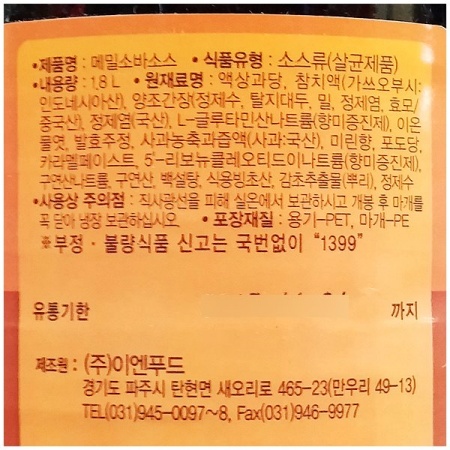 •제품명 : 메밀소바소스 •식품유형 : 소스류(살균제품)
•내용량 : 1.8 L •원재료명 : 액상과당, 참치액(가쓰오부시:
인도네시아산), 양조간장(정제수, 탈지대두, 밀, 정제염, 효모/
중국산), 정제염(국산), L-글루타민산나트륨(향미증진제), 이온
물엿, 발효주정, 사과농축과즙액(사과:국산), 미린향, 포도당,
카라멜페이스트, 5'-리보뉴클레오티드이나트륨(향미증진제),
구연산나트륨, 구연산, 백설탕, 식용빙초산, 감초추출물(뿌리), 정제수
•사용상 주의점 : 직사광선을 피해 실온에서 보관하시고 개봉 후 마개를
꼭 닫아 냉장 보관하십시오. •포장재질 : 용기-PET, 마개-PE
※부정·불량식품 신고는 국번없이 "1399"
유통기한 까지
제조원 : (주)이엔푸드
경기도 파주시 탄현면 새오리로 465-23(만우리 49-13)
TEL(031)945-0097~8, Fax(031)946-9977